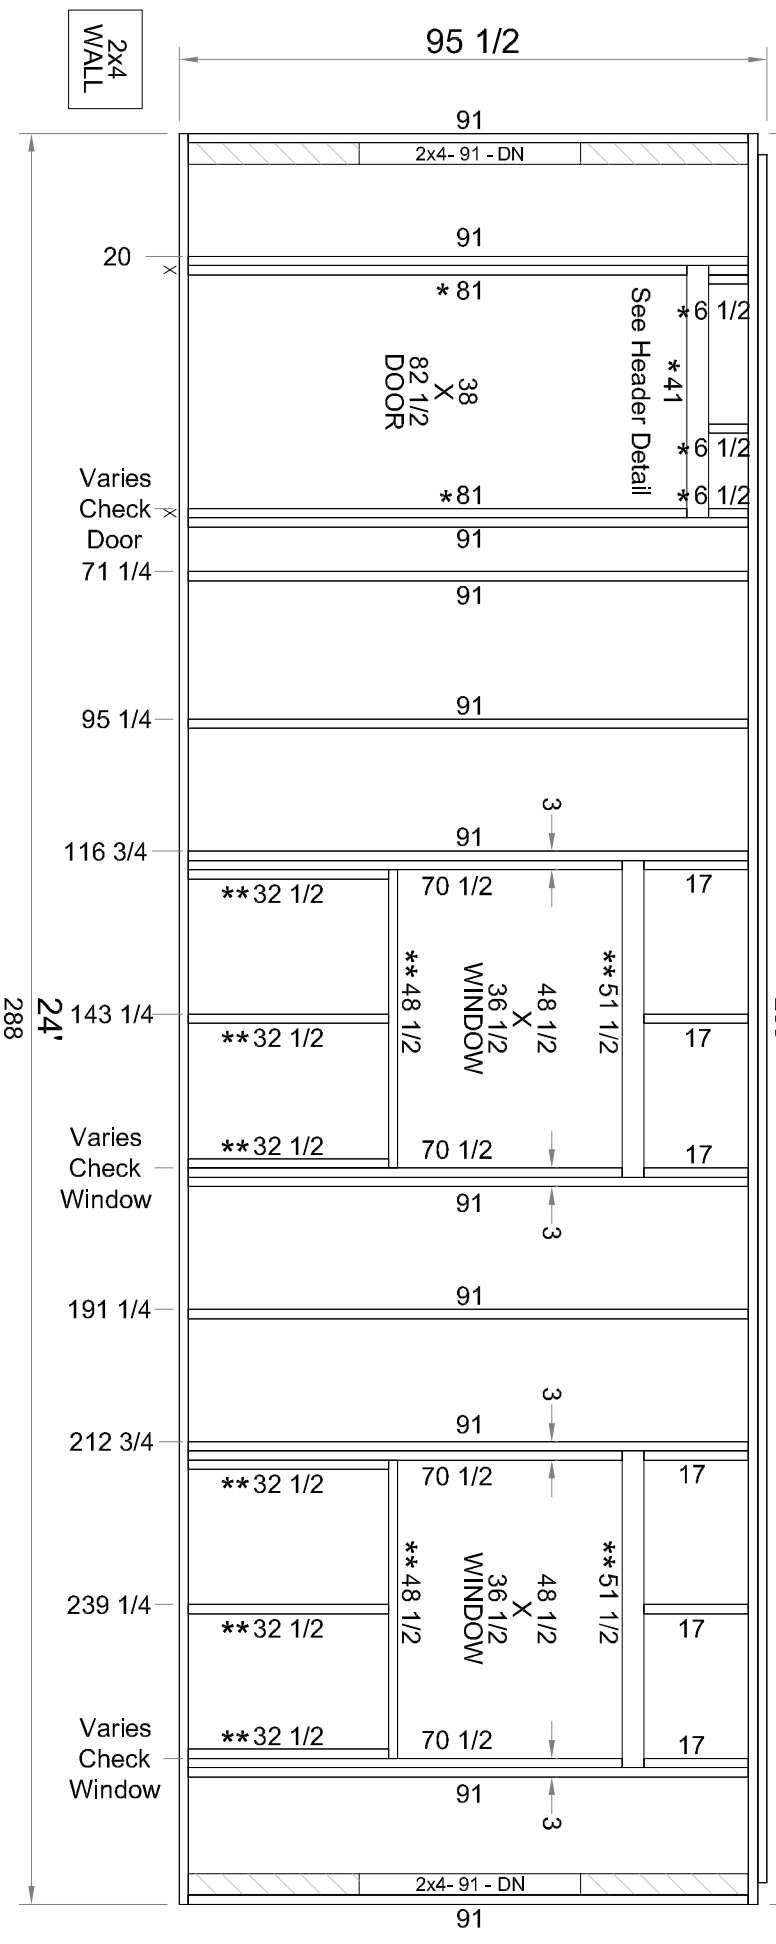 95 1/2
2x4
WALL
91
2x4- 91 - DN
20
X
91
* 81
*6 1/2
See Header Detail
*41
38
X
82 1/2
DOOR
*6 1/2
*6 1/2
*81
Varies
Check
Door
X
91
71 1/4
91
95 1/4
91
3
116 3/4
91
**32 1/2
70 1/2
17
**48 1/2
48 1/2
X
36 1/2
WINDOW
**51 1/2
24'
288
143 1/4
**32 1/2
17
**32 1/2
70 1/2
17
Varies
Check
Window
91
3
191 1/4
91
3
212 3/4
91
**32 1/2
70 1/2
17
**48 1/2
48 1/2
X
36 1/2
WINDOW
**51 1/2
239 1/4
**32 1/2
17
**32 1/2
70 1/2
17
Varies
Check
Window
91
3
2x4- 91 - DN
91